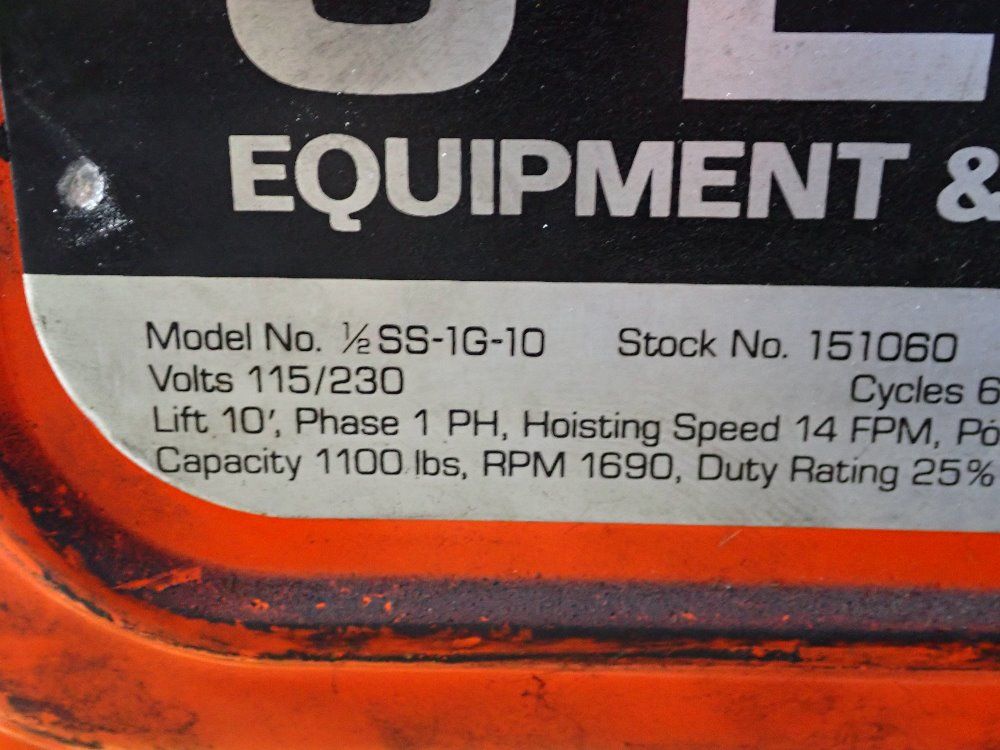 EQUIPMENT &
Model No. ½SS-1G-10 Stock No. 151060
Volts 115/230 Cycles 6
Lift 10', Phase 1 PH, Hoisting Speed 14 FPM,
Capacity 1100 lbs, RPM 1690, Duty Rating 25%